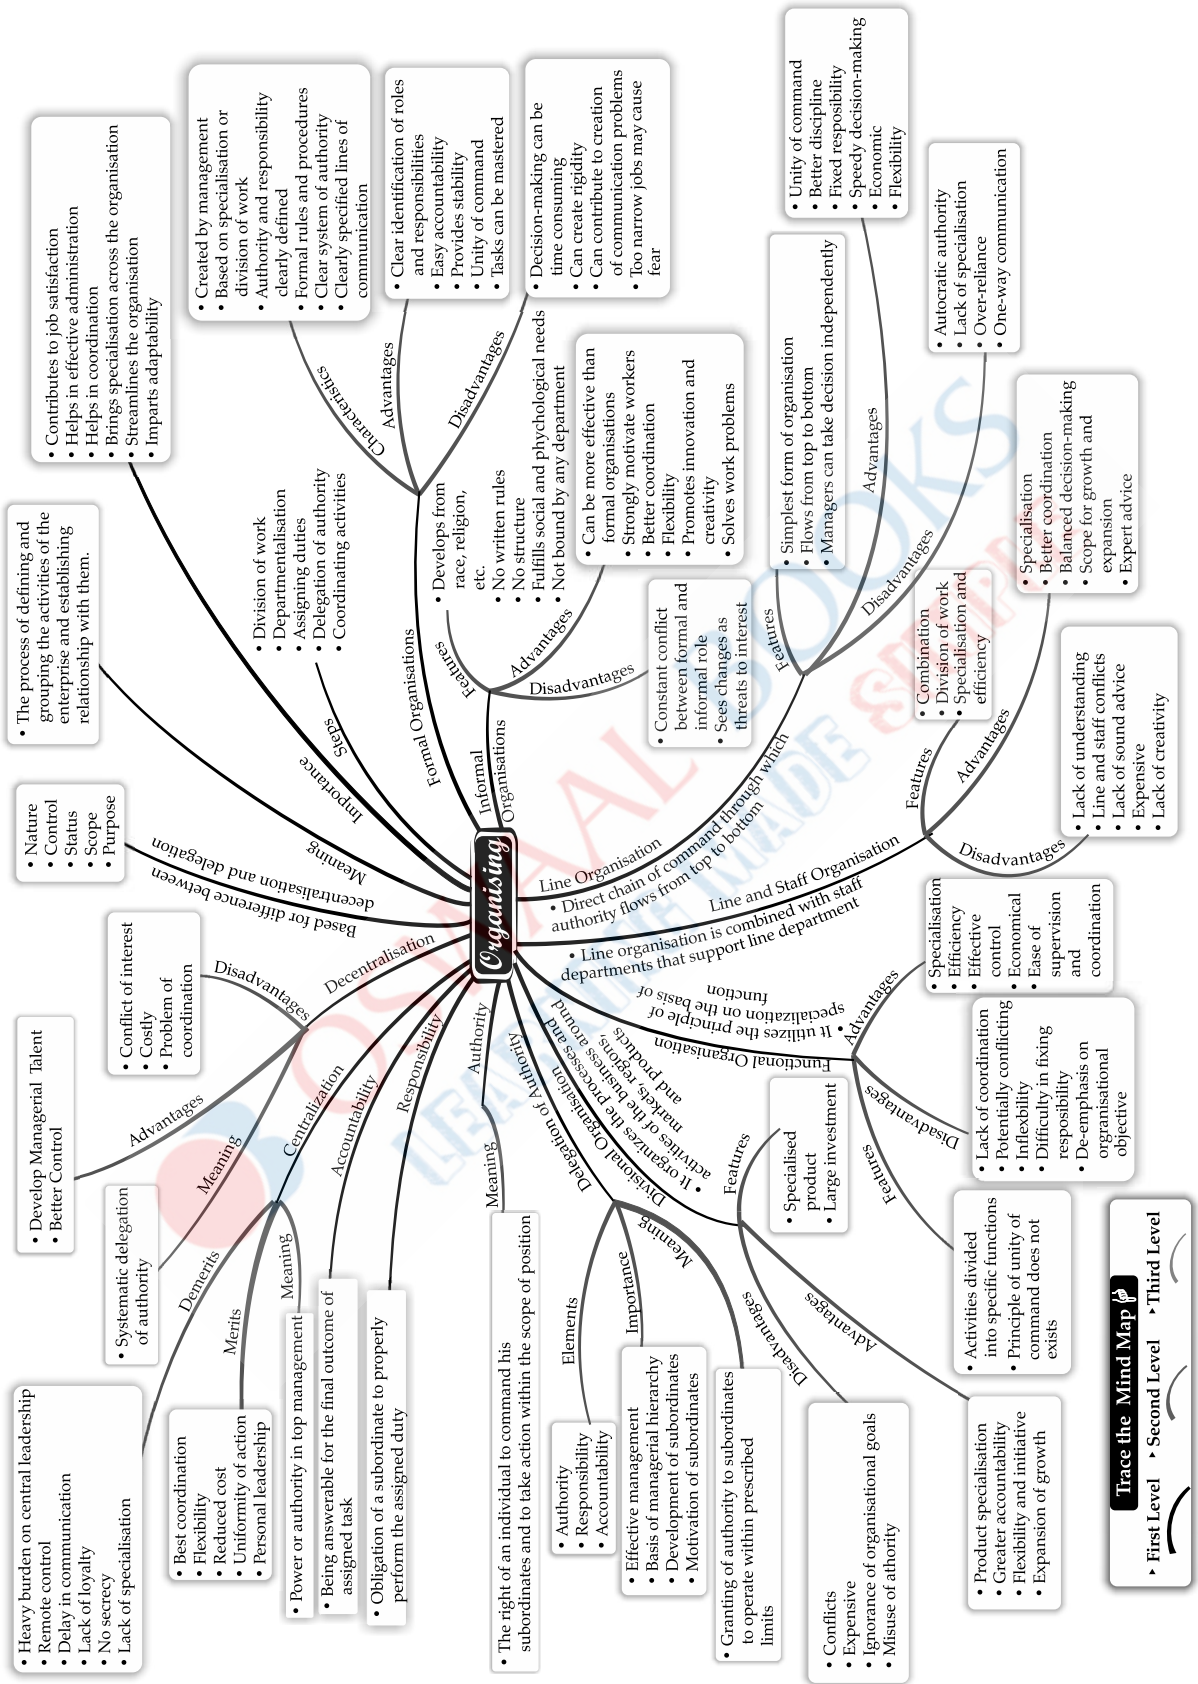 Organising
Meaning
• The process of defining and
grouping the activities of the
enterprise and establishing
relationship with them.
Importance
• Contributes to job satisfaction
• Helps in effective administration
• Helps in coordination
• Brings specialisation across the organisation
• Streamlines the organisation
• Imparts adaptability
Steps
• Division of work
• Departmentalisation
• Assigning duties
• Delegation of authority
• Coordinating activities
Formal Organisations
Characteristics
• Created by management
• Based on specialisation or
division of work
• Authority and responsibility
clearly defined
• Formal rules and procedures
• Clear system of authority
• Clearly specified lines of
communication
Advantages
• Clear identification of roles
and responsibilities
• Easy accountability
• Provides stability
• Unity of command
• Tasks can be mastered
Disadvantages
• Decision-making can be
time consuming
• Can create rigidity
• Can contribute to creation
of communication problems
• Too narrow jobs may cause
fear
Informal
Organisations
Features
• Develops from
race, religion,
etc.
• No written rules
• No structure
• Fulfills social and phychological needs
• Not bound by any department
Advantages
• Can be more effective than
formal organisations
• Strongly motivate workers
• Better coordination
• Flexibility
• Promotes innovation and
creativity
• Solves work problems
Disadvantages
• Constant conflict
between formal and
informal role
• Sees changes as
threats to interest
Line Organisation
• Direct chain of command through which
authority flows from top to bottom
Features
• Simplest form of organisation
• Flows from top to bottom
• Managers can take decision independently
Advantages
• Unity of command
• Better discipline
• Fixed resposibility
• Speedy decision-making
• Economic
• Flexibility
Disadvantages
• Autocratic authority
• Lack of specialisation
• Over-reliance
• One-way communication
Line and Staff Organisation
• Line organisation is combined with staff
departments that support line department
Features
• Combination
• Division of work
• Specialisation and
efficiency
Advantages
• Specialisation
• Better coordination
• Balanced decision-making
• Scope for growth and
expansion
• Expert advice
Disadvantages
• Lack of understanding
• Line and staff conflicts
• Lack of sound advice
• Expensive
• Lack of creativity
Functional Organisation
• It utilizes the principle of
specialization on the basis of
function
Advantages
• Specialisation
• Efficiency
• Effective
control
• Economical
• Ease of
supervision
and
coordination
Disadvantages
• Lack of coordination
• Potentially conflicting
• Inflexibility
• Difficulty in fixing
resposibility
• De-emphasis on
organisational
objective
Features
• Activities divided
into specific functions
• Principle of unity of
command does not
exists
Divisional Organisation
• It organizes the processes and
activities of the business around
markets, regions,
and products
Features
• Specialised
product
• Large investment
Advantages
• Product specialisation
• Greater accountability
• Flexibility and initiative
• Expansion of growth
Disadvantages
• Conflicts
• Expensive
• Ignorance of organisational goals
• Misuse of athority
Delegation of Authority
Meaning
• Granting of authority to subordinates
to operate within prescribed
limits
Importance
• Effective management
• Basis of managerial hierarchy
• Development of subordinates
• Motivation of subordinates
Elements
• Authority
• Responsibility
• Accountability
Authority
Meaning
• The right of an individual to command his
subordinates and to take action within the scope of position
Responsibility
• Obligation of a subordinate to properly
perform the assigned duty
Accountability
• Being answerable for the final outcome of
assigned task
Centralization
Meaning
• Power or authority in top management
Merits
• Best coordination
• Flexibility
• Reduced cost
• Uniformity of action
• Personal leadership
Demerits
• Heavy burden on central leadership
• Remote control
• Delay in communication
• Lack of loyalty
• No secrecy
• Lack of specialisation
Decentralisation
Meaning
• Systematic delegation
of authority
Advantages
• Develop Managerial Talent
• Better Control
Disadvantages
• Conflict of interest
• Costly
• Problem of
coordination
Based for difference between
decentralisation and delegation
• Nature
• Control
• Status
• Scope
• Purpose
Trace the Mind Map
First Level
Second Level
Third Level
OSWAAL BOOKS
LEARNING MADE SIMPLE